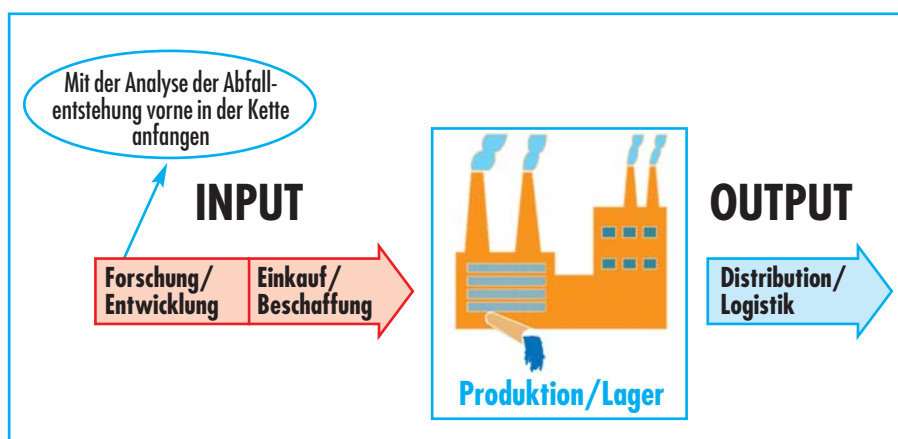 Mit der Analyse der Abfall-
entstehung vorne in der Kette
anfangen
INPUT
OUTPUT
Forschung/
Entwicklung
Einkauf/
Beschaffung
Distribution/
Logistik
Produktion/Lager